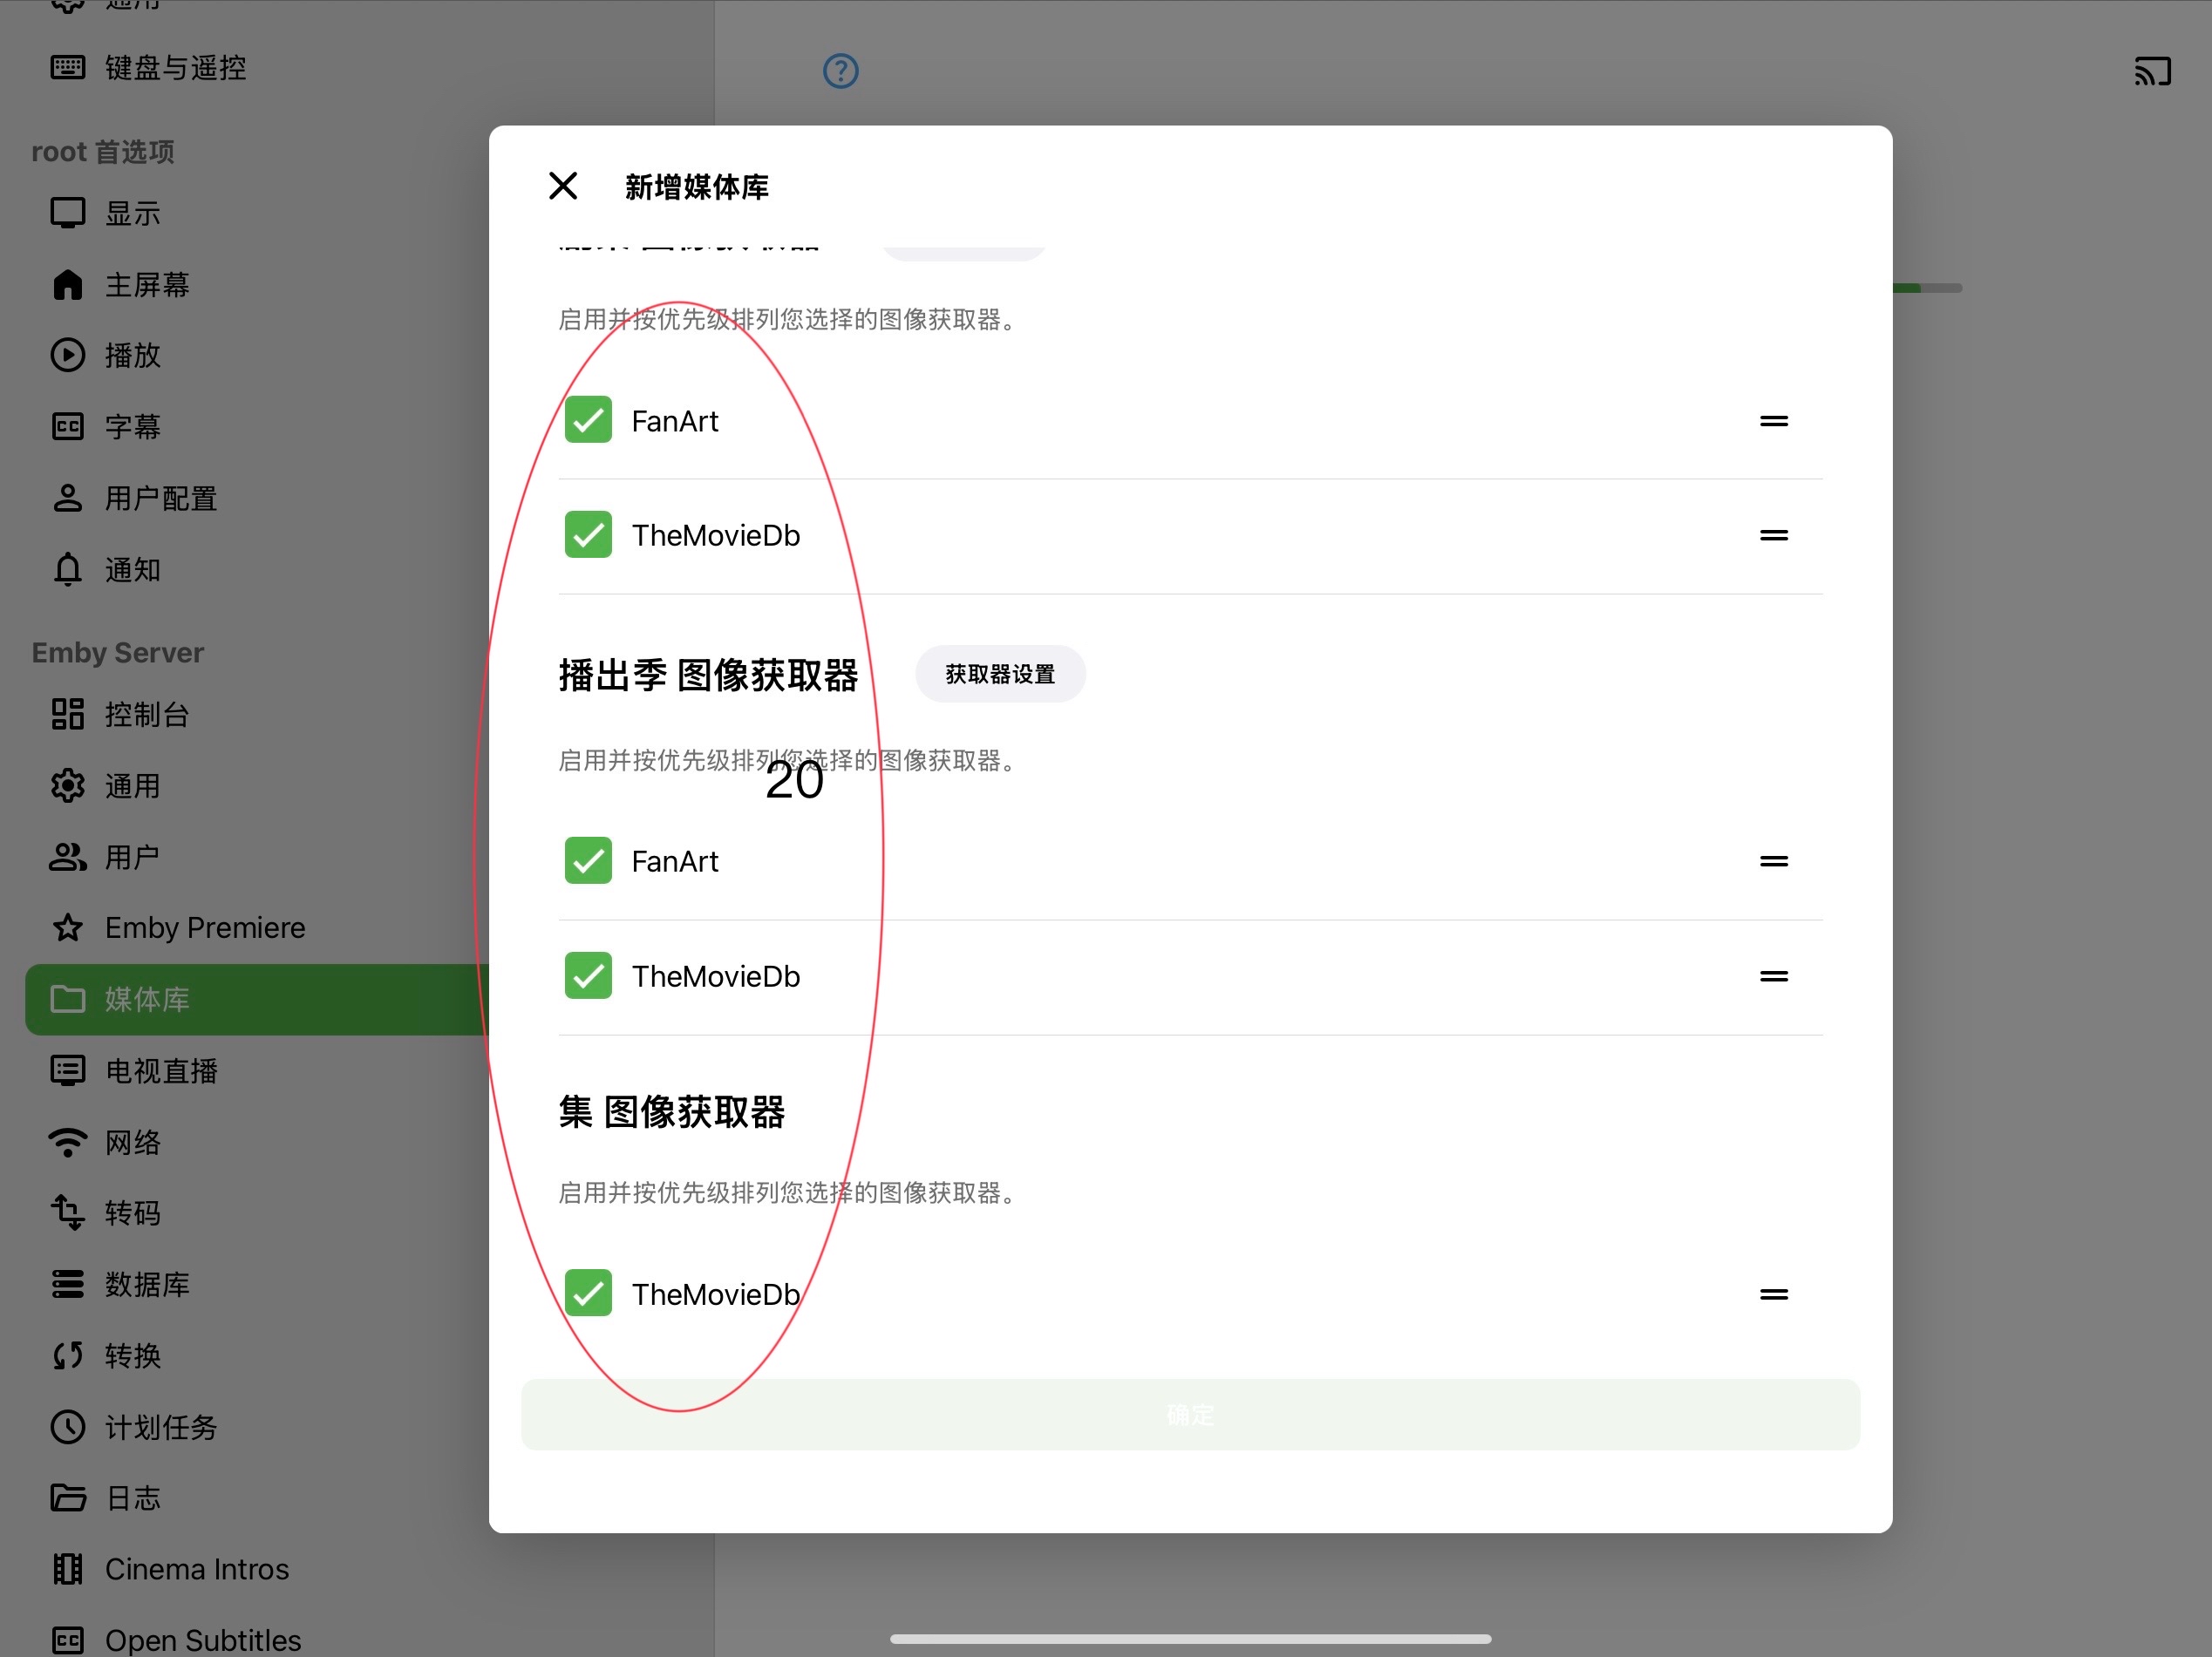 键盘与遥控
root 首选项
显示
主屏幕
播放
字幕
用户配置
通知
Emby Server
控制台
通用
用户
Emby Premiere
媒体库
电视直播
网络
转码
数据库
转换
计划任务
日志
Cinema Intros
Open Subtitles
新增媒体库
启用并按优先级排列您选择的图像获取器。
FanArt
TheMovieDb
播出季 图像获取器
获取器设置
启用并按优先级排列您选择的图像获取器。
20
FanArt
TheMovieDb
集 图像获取器
启用并按优先级排列您选择的图像获取器。
TheMovieDb
确定